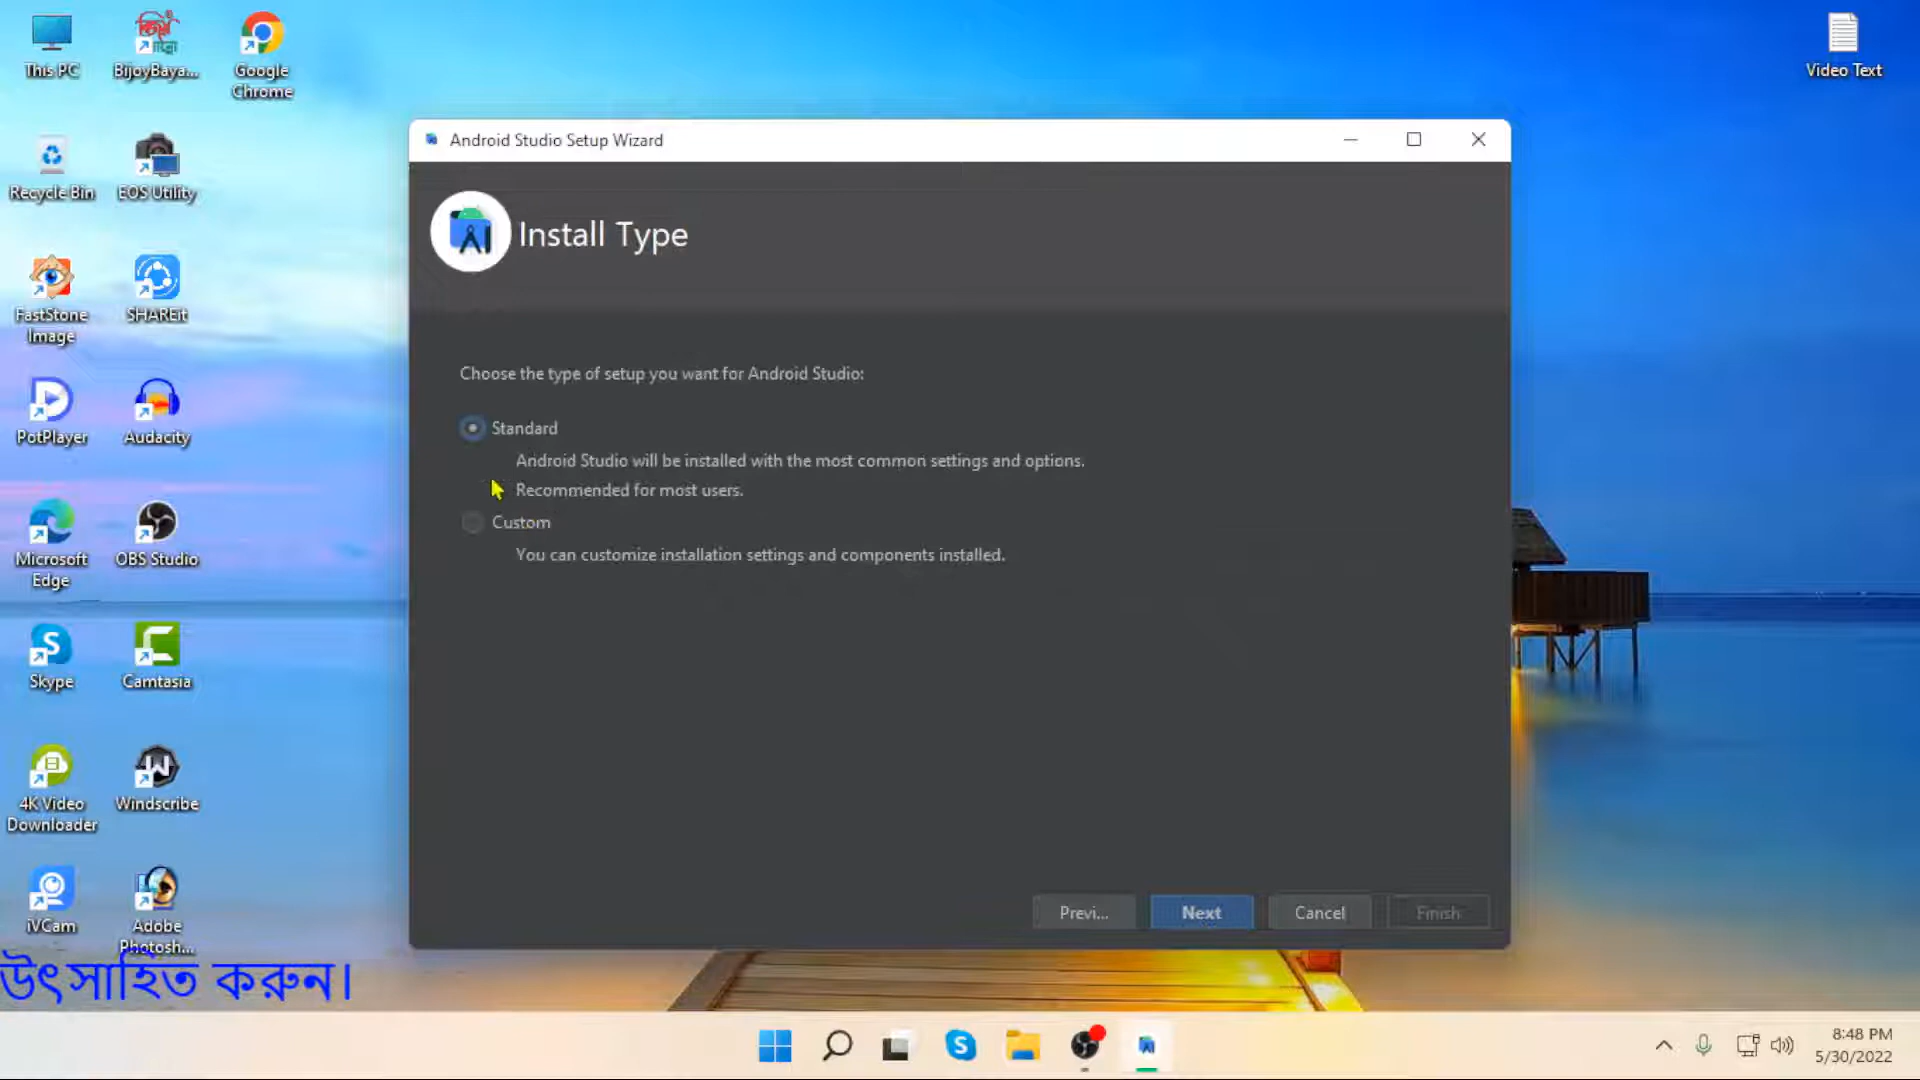 This PC
BijoyBaya...
Google
Chrome
Video Text
Recycle Bin
EOS Utility
FastStone
Image
SHAREit
PotPlayer
Audacity
Microsoft
Edge
OBS Studio
Skype
Camtasia
4K Video
Downloader
Windscribe
iVCam
Adobe
Photosh...
Android Studio Setup Wizard
Install Type
Choose the type of setup you want for Android Studio:
Standard
Android Studio will be installed with the most common settings and options.
Recommended for most users.
Custom
You can customize installation settings and components installed.
Previ...
Next
Cancel
Finish
উৎসাহিত করুন।
8:48 PM
5/30/2022